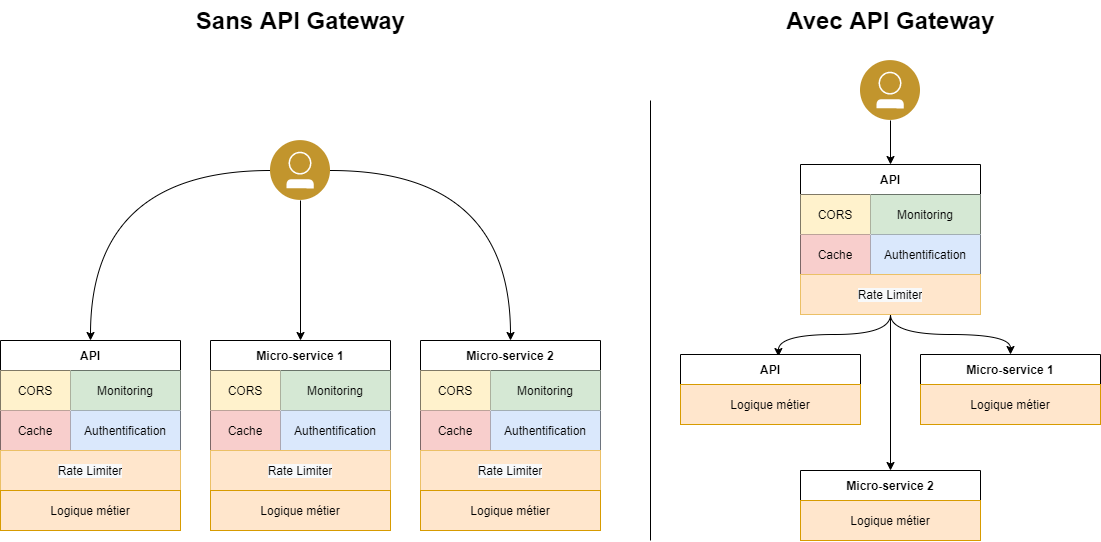 Sans API Gateway
API
CORS
Monitoring
Cache
Authentification
Rate Limiter
Logique métier
Micro-service 1
CORS
Monitoring
Cache
Authentification
Rate Limiter
Logique métier
Micro-service 2
CORS
Monitoring
Cache
Authentification
Rate Limiter
Logique métier
Avec API Gateway
API
CORS
Monitoring
Cache
Authentification
Rate Limiter
API
Logique métier
Micro-service 1
Logique métier
Micro-service 2
Logique métier